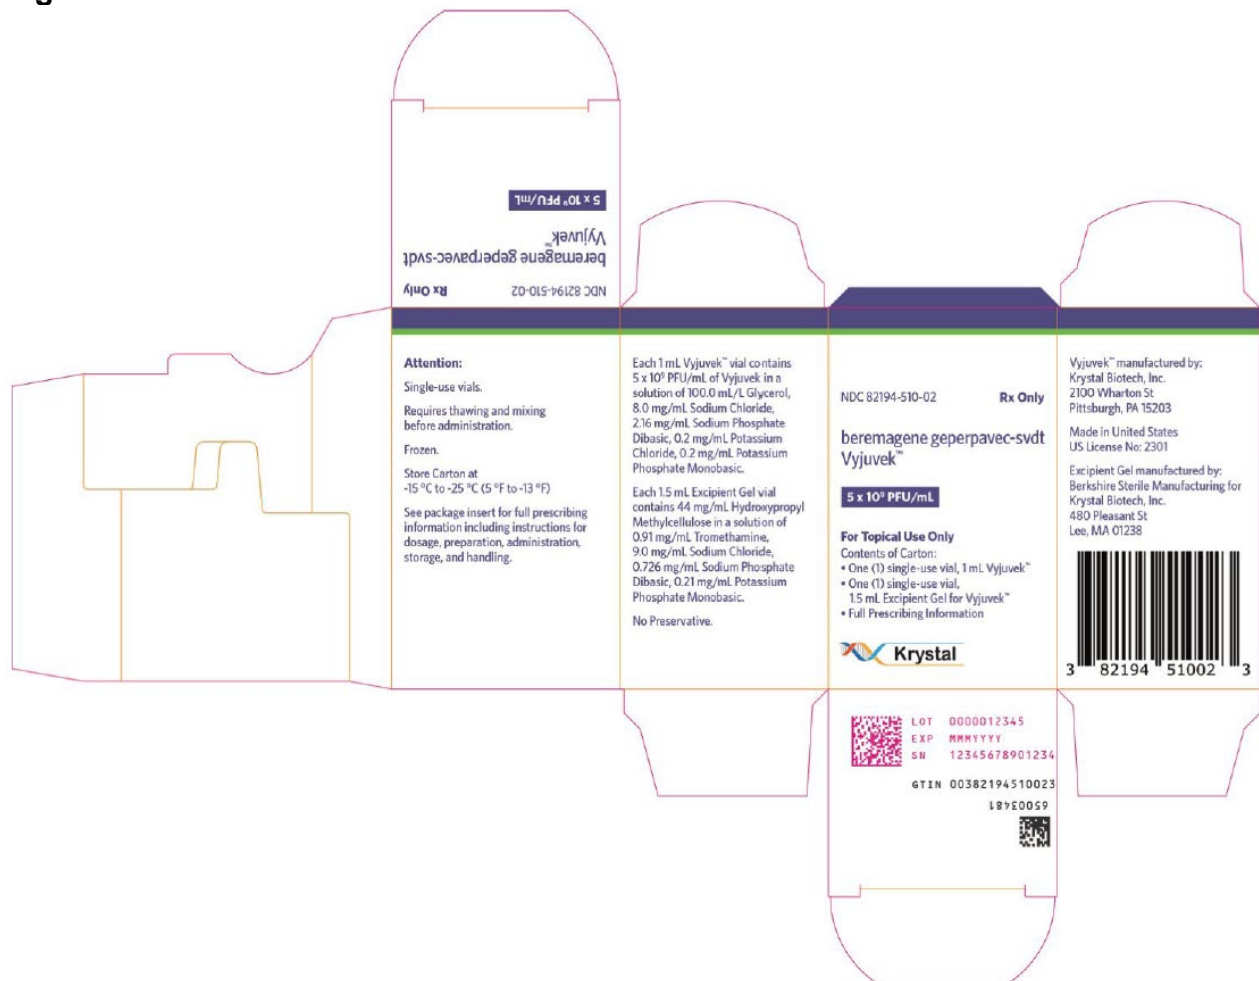 5 x 10⁹ PFU/mL
Vyjuvek™
beremagene geperpavec-svdt
NDC 82194-510-02 Rx Only
Attention:
Single-use vials.
Requires thawing and mixing
before administration.
Frozen.
Store Carton at
-15 °C to -25 °C (5 °F to -13 °F)
See package insert for full prescribing
information including instructions for
dosage, preparation, administration,
storage, and handling.
Each 1 mL Vyjuvek™ vial contains
5 x 10⁹ PFU/mL of Vyjuvek in a
solution of 100.0 mL/L Glycerol,
8.0 mg/mL Sodium Chloride,
2.16 mg/mL Sodium Phosphate
Dibasic, 0.2 mg/mL Potassium
Chloride, 0.2 mg/mL Potassium
Phosphate Monobasic.
Each 1.5 mL Excipient Gel vial
contains 44 mg/mL Hydroxypropyl
Methylcellulose in a solution of
0.91 mg/mL Tromethamine,
9.0 mg/mL Sodium Chloride,
0.726 mg/mL Sodium Phosphate
Dibasic, 0.21 mg/mL Potassium
Phosphate Monobasic.
No Preservative.
NDC 82194-510-02 Rx Only
beremagene geperpavec-svdt
Vyjuvek™
5 x 10⁹ PFU/mL
For Topical Use Only
Contents of Carton:
• One (1) single-use vial, 1 mL Vyjuvek™
• One (1) single-use vial,
1.5 mL Excipient Gel for Vyjuvek™
• Full Prescribing Information
Krystal
Vyjuvek™ manufactured by:
Krystal Biotech, Inc.
2100 Wharton St
Pittsburgh, PA 15203
Made in United States
US License No: 2301
Excipient Gel manufactured by:
Berkshire Sterile Manufacturing for
Krystal Biotech, Inc.
480 Pleasant St
Lee, MA 01238
3 82194 51002 3
LOT 0000012345
EXP MMMYYYY
SN 12345678901234
GTIN 00382194510023
65003481